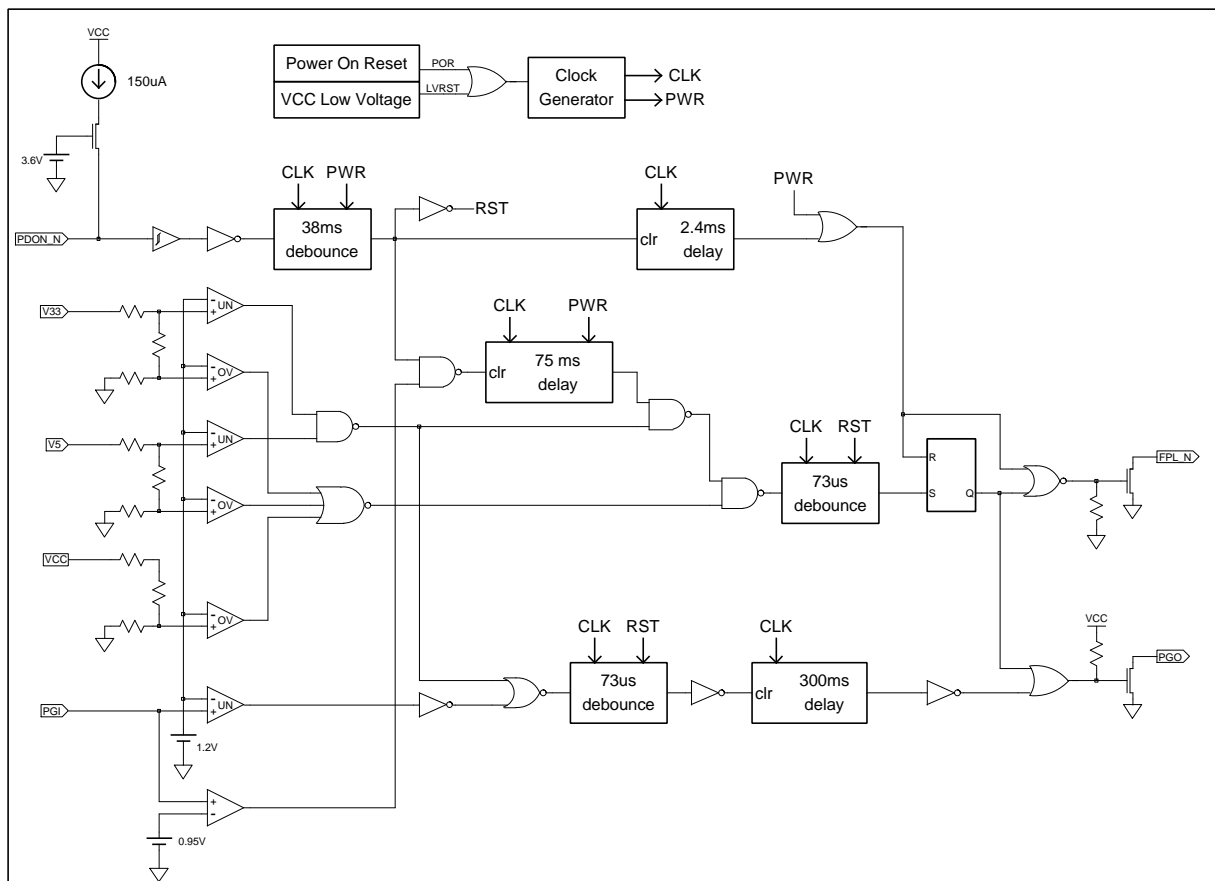 VCC
150uA
3.6V
Power On Reset
POR
VCC Low Voltage
LVRST
Clock
Generator
CLK
PWR
CLK
PWR
38ms
debounce
RST
CLK
clr
2.4ms
delay
PWR
PDON_N
V33
UN
OV
V5
UN
OV
VCC
OV
PGI
UN
1.2V
0.95V
CLK
PWR
clr
75 ms
delay
CLK
RST
73us
debounce
R
S
Q
FPL_N
CLK
RST
73us
debounce
CLK
clr
300ms
delay
VCC
PGO